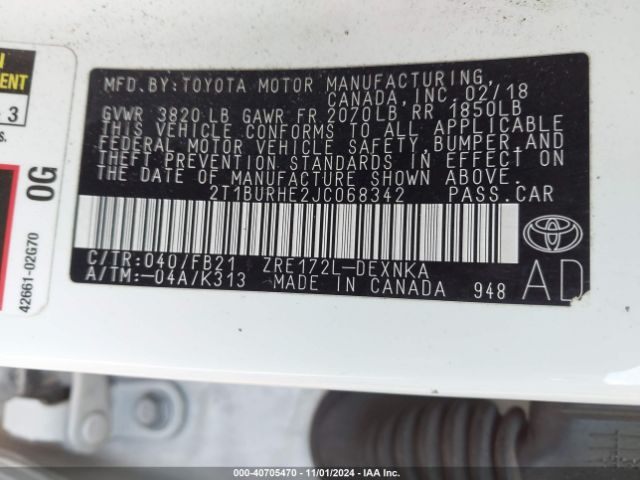 N
EMENT
3
s.
0G
42661-02G70
MFD. BY: TOYOTA MOTOR MANUFACTURING,
CANADA, INC. 02/18
GVWR 3820 LB GAWR FR 2070LB RR 1850LB
THIS VEHICLE CONFORMS TO ALL APPLICABLE
FEDERAL MOTOR VEHICLE SAFETY, BUMPER, AND
THEFT PREVENTION STANDARDS IN EFFECT ON
THE DATE OF MANUFACTURE SHOWN ABOVE.
2T1BURHE2JC068342 PASS. CAR
C/TR: 040/FB21 ZRE172L-DEXNKA
A/TM:-04A/K313 MADE IN CANADA 948
AD
000-40705470 • 11/01/2024 • IAA, Inc.